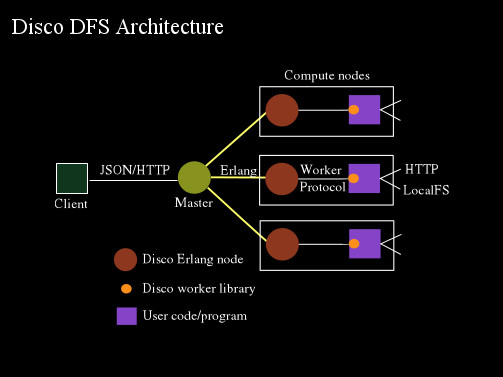 Disco DFS Architecture
Compute nodes
JSON/HTTP
Erlang
Worker
Protocol
HTTP
LocalFS
Client
Master
Disco Erlang node
Disco worker library
User code/program